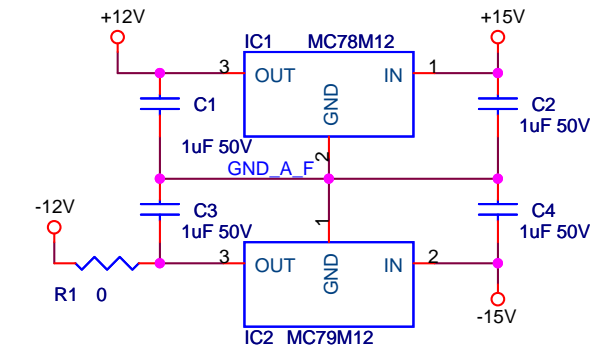 +12V
+15V
IC1 MC78M12
3 OUT IN 1
GND
2
C1
1uF 50V
C2
1uF 50V
GND_A_F
-12V
C3
1uF 50V
C4
1uF 50V
1
3 OUT GND IN 2
R1 0
-15V
IC2 MC79M12